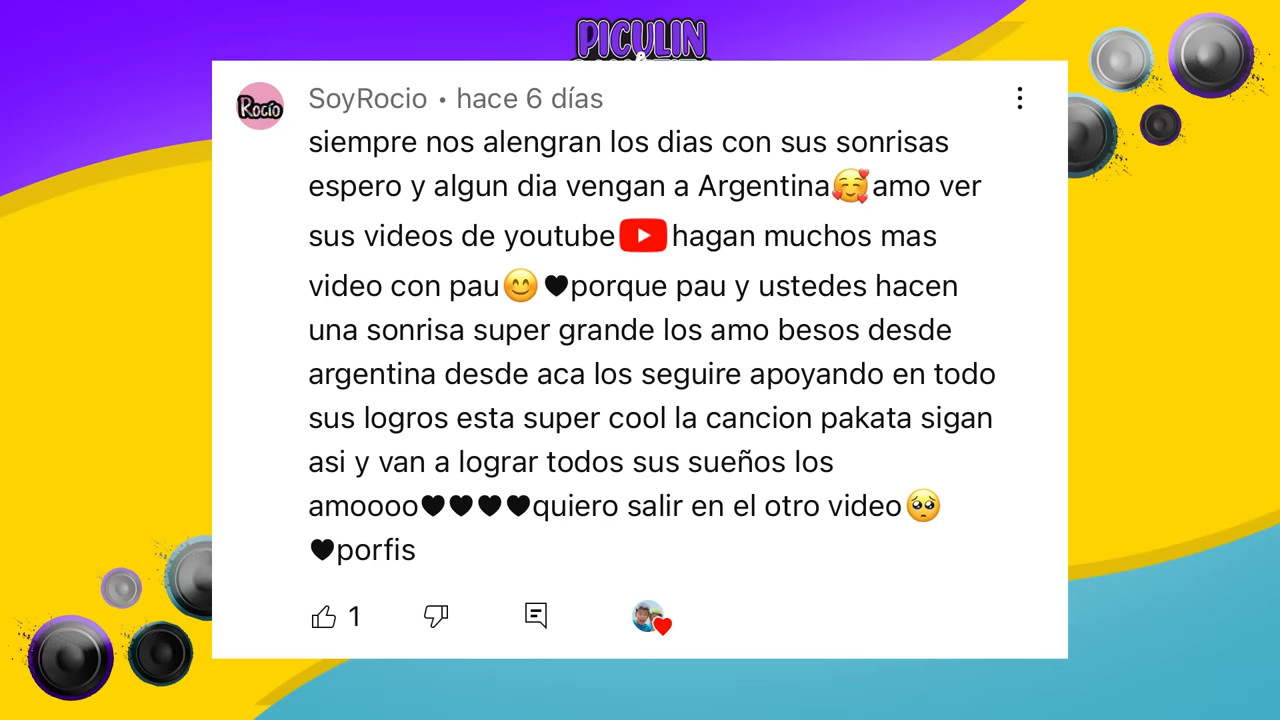 PICULIN
Rocío
SoyRocio • hace 6 días
siempre nos alengran los dias con sus sonrisas
espero y algun dia vengan a Argentina🥰amo ver
sus videos de youtube▶️hagan muchos mas
video con pau😊🖤porque pau y ustedes hacen
una sonrisa super grande los amo besos desde
argentina desde aca los seguire apoyando en todo
sus logros esta super cool la cancion pakata sigan
asi y van a lograr todos sus sueños los
amoooo🖤🖤🖤🖤quiero salir en el otro video🥺
🖤porfis
1